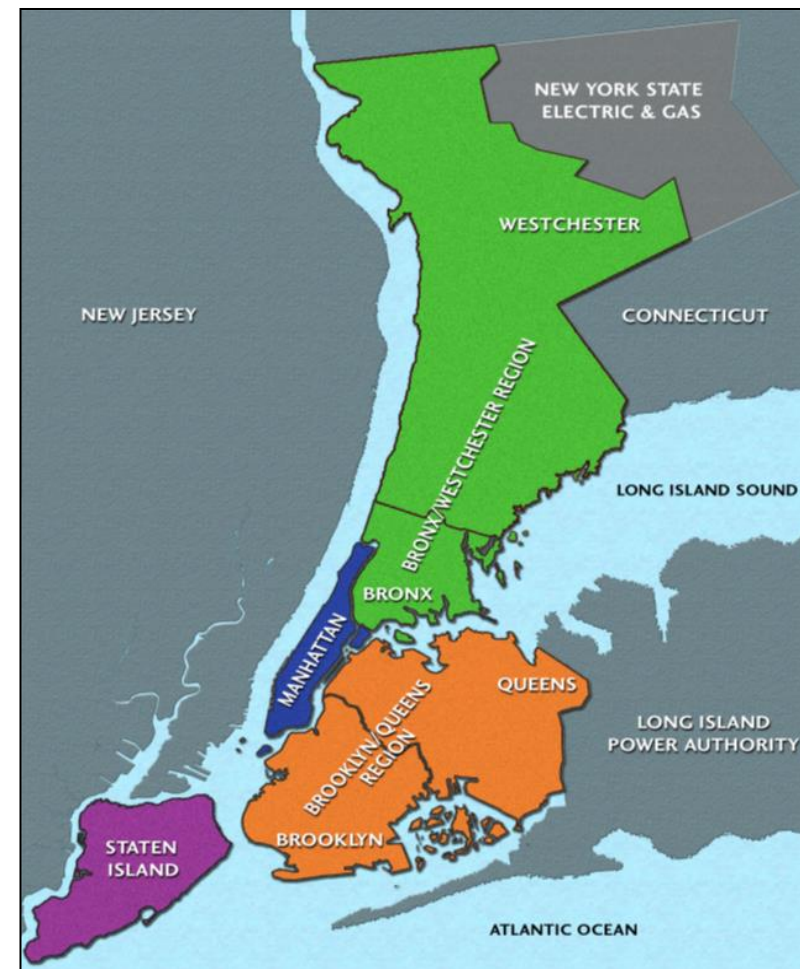 NEW YORK STATE
ELECTRIC & GAS
WESTCHESTER
NEW JERSEY
CONNECTICUT
BRONX/WESTCHESTER REGION
LONG ISLAND SOUND
BRONX
MANHATTAN
QUEENS
BROOKLYN/QUEENS
REGION
LONG ISLAND
POWER AUTHORITY
BROOKLYN
STATEN
ISLAND
ATLANTIC OCEAN